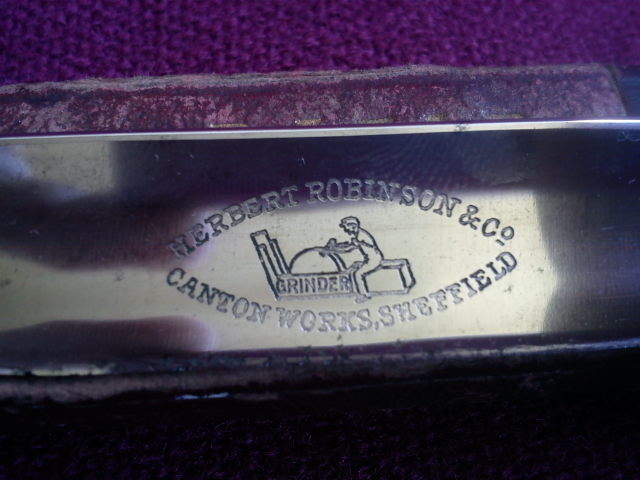 HERBERT ROBINSON & Co
GRINDER
CANTON WORKS, SHEFFIELD